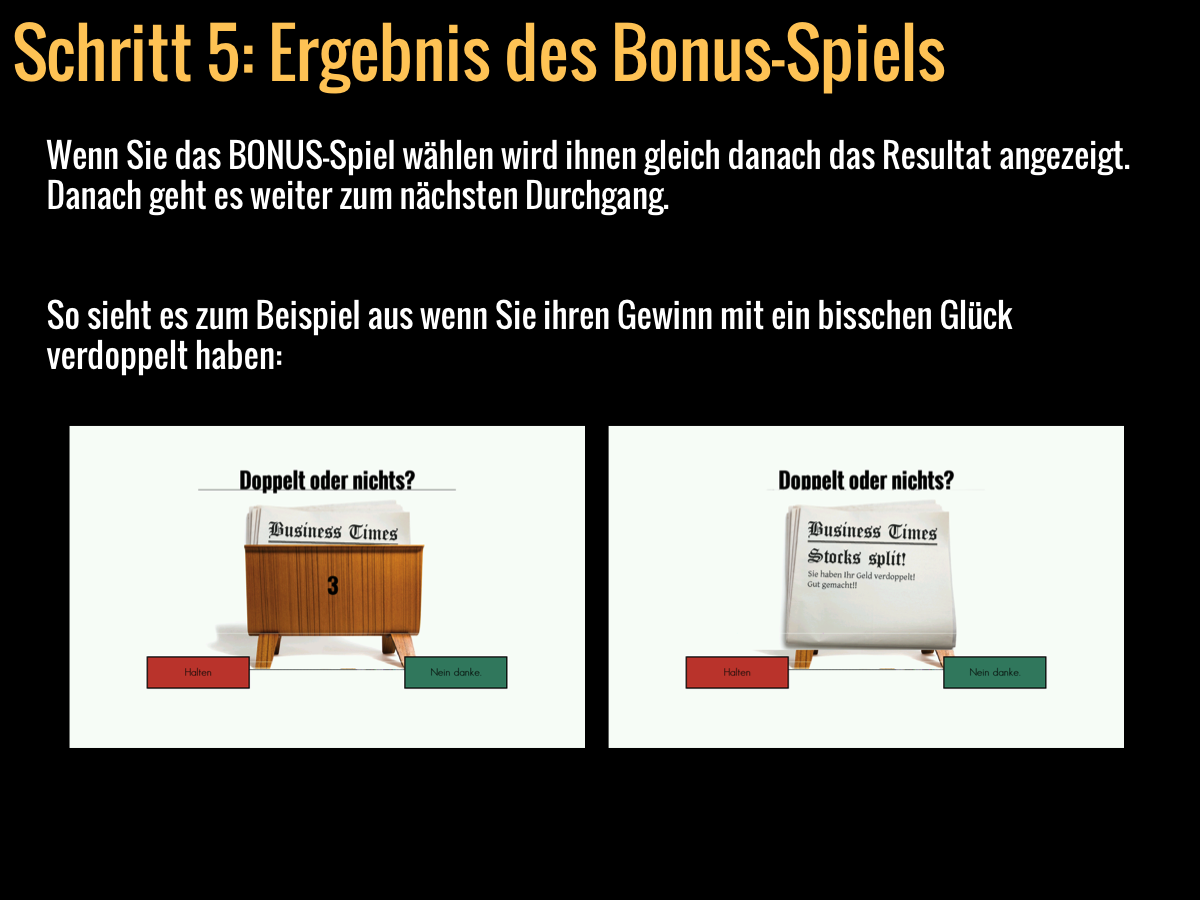 Schritt 5: Ergebnis des Bonus-Spiels
Wenn Sie das BONUS-Spiel wählen wird ihnen gleich danach das Resultat angezeigt.
Danach geht es weiter zum nächsten Durchgang.
So sieht es zum Beispiel aus wenn Sie ihren Gewinn mit ein bisschen Glück
verdoppelt haben:
Doppelt oder nichts?
Business Times
3
Halten
Nein danke.
Doppelt oder nichts?
Business Times
Stocks split!
Sie haben Ihr Geld verdoppelt!
Gut gemacht!!
Halten
Nein danke.